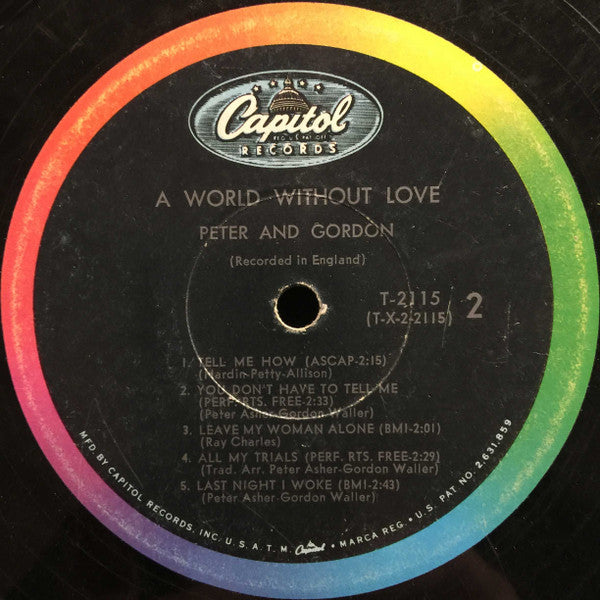 Capitol
REG. U.S. PAT. OFF.
RECORDS
A WORLD WITHOUT LOVE
PETER AND GORDON
(Recorded in England)
T-2115
(T-X-2-2115)
2
1. TELL ME HOW (ASCAP-2:15)
(Hardin-Petty-Allison)
2. YOU DON'T HAVE TO TELL ME
(PERF. RTS. FREE-2:33)
(Peter Asher-Gordon Waller)
3. LEAVE MY WOMAN ALONE (BMI-2:01)
(Ray Charles)
4. ALL MY TRIALS (PERF. RTS. FREE-2:29)
(Trad. Arr. Peter Asher-Gordon Waller)
5. LAST NIGHT I WOKE (BMI-2:43)
(Peter Asher-Gordon Waller)
MFD. BY CAPITOL RECORDS, INC. U.S.A. T.M. Capitol • MARCA REG. • U.S. PAT. NO. 2,631,859